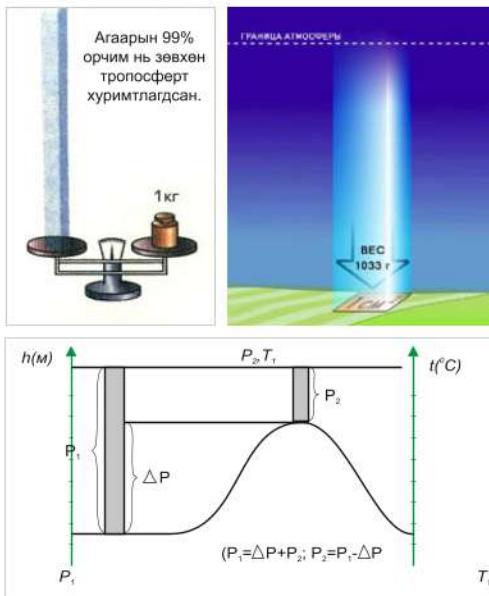 Агаарын 99%
орчим нь зөвхөн
тропосферт
хуримтлагдсан.
1кг
ГРАНИЦА АТМОСФЕРЫ
ВЕС
1033 г
1 СМ²
h(м)
P₂,T₁
t(°C)
P₂
P₁
△P
(P₁=△P+P₂; P₂=P₁-△P
P₁
T₁